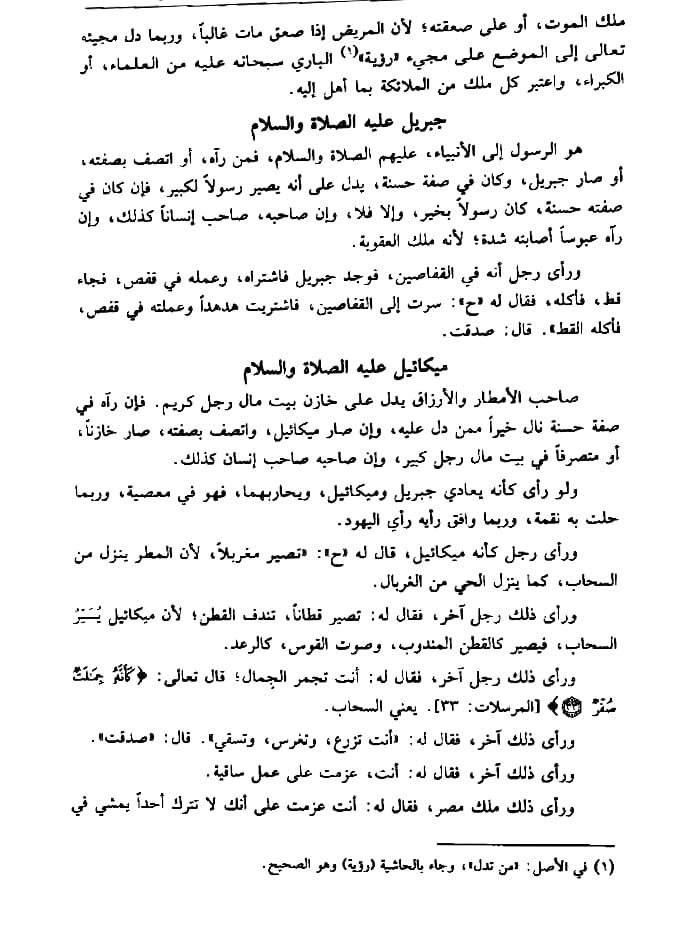 ملك الموت، أو على صعقته؛ لأن المريض إذا صعق مات غالباً، وربما دل مجيئه
تعالى إلى الموضع على مجيء «رؤية»(١) الباري سبحانه عليه من العلماء، أو
الكبراء، واعتبر كل ملك من الملائكة بما أهل إليه.
جبريل عليه الصلاة والسلام
هو الرسول إلى الأنبياء، عليهم الصلاة والسلام، فمن رآه، أو اتصف بصفته،
أو صار جبريل، وكان في صفة حسنة، يدل على أنه يصير رسولاً لكبير، فإن كان في
صفته حسنة، كان رسولاً بخير، وإلا فلا، وإن صاحبه، صاحب إنساناً كذلك، وإن
رآه عبوساً أصابته شدة؛ لأنه ملك العقوبة.
ورأى رجل أنه في القفاصين، فوجد جبريل فاشتراه، وعمله في قفص، فجاء
قط، فأكله، فقال له «ح»: سرت إلى القفاصين، فاشتريت هدهداً وعملته في قفص،
فأكله القط». قال: صدقت.
ميكائيل عليه الصلاة والسلام
صاحب الأمطار والأرزاق يدل على خازن بيت مال رجل كريم. فإن رآه في
صفة حسنة نال خيراً ممن دل عليه، وإن صار ميكائيل، واتصف بصفته، صار خازناً،
أو متصرفاً في بيت مال رجل كبير، وإن صاحبه صاحب إنسان كذلك.
ولو رأى كأنه يعادي جبريل وميكائيل، ويحاربهما، فهو في معصية، وربما
حلت به نقمة، وربما وافق رأيه رأي اليهود.
ورأى رجل كأنه ميكائيل، قال له «ح»: «تصير مغربلاً، لأن المطر ينزل من
السحاب، كما ينزل الحي من الغربال.
ورأى ذلك رجل آخر، فقال له: تصير قطاناً، تندف القطن؛ لأن ميكائيل يُسَيِّرُ
السحاب، فيصير كالقطن المندوب، وصوت القوس، كالرعد.
ورأى ذلك رجل آخر، فقال له: أنت تجمر الجِمال؛ قال تعالى: ﴿كَأَنَّهُ جِمَٰلَتٌ
صُفْرٌ ٣٣﴾ [المرسلات: ٣٣]. يعني السحاب.
ورأى ذلك آخر، فقال له: «أنت تزرع، وتغرس، وتسقي». قال: «صدقت».
ورأى ذلك آخر، فقال له: أنت، عزمت على عمل ساقية.
ورأى ذلك ملك مصر، فقال له: أنت عزمت على أنك لا تترك أحداً يمشي في
(١) في الأصل: «من تدل»، وجاء بالحاشية (رؤية) وهو الصحيح.